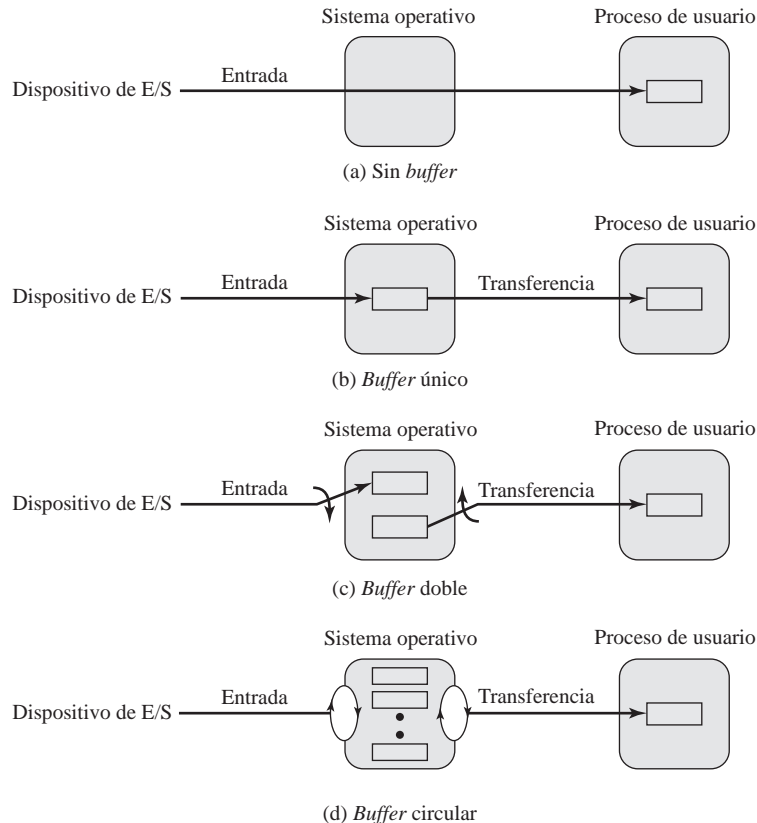 Sistema operativo Proceso de usuario
Dispositivo de E/S Entrada
(a) Sin buffer
Sistema operativo Proceso de usuario
Dispositivo de E/S Entrada Transferencia
(b) Buffer único
Sistema operativo Proceso de usuario
Dispositivo de E/S Entrada Transferencia
(c) Buffer doble
Sistema operativo Proceso de usuario
Dispositivo de E/S Entrada Transferencia
(d) Buffer circular